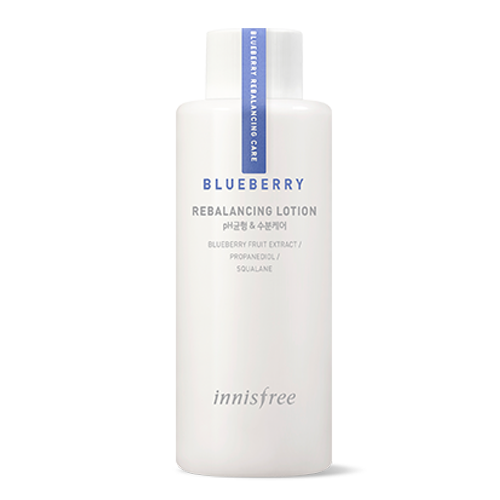 BLUEBERRY REBALANCING CARE
BLUEBERRY
REBALANCING LOTION
pH균형 & 수분케어
BLUEBERRY FRUIT EXTRACT /
PROPANEDIOL /
SQUALANE
innisfree